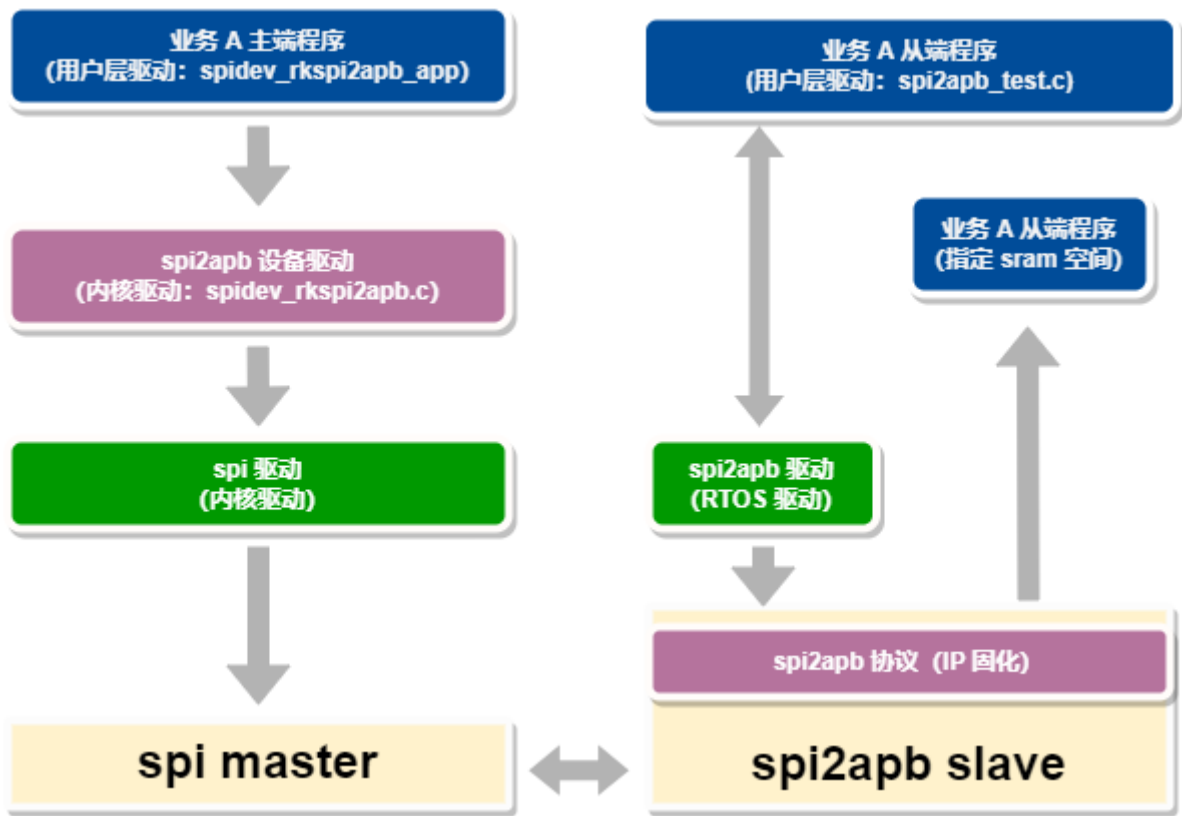 业务 A 主端程序
(用户层驱动：spidev_rkspi2apb_app)
spi2apb 设备驱动
(内核驱动：spidev_rkspi2apb.c)
spi 驱动
(内核驱动)
spi master
业务 A 从端程序
(用户层驱动：spi2apb_test.c)
业务 A 从端程序
(指定 sram 空间)
spi2apb 驱动
(RTOS 驱动)
spi2apb 协议（IP 固化）
spi2apb slave